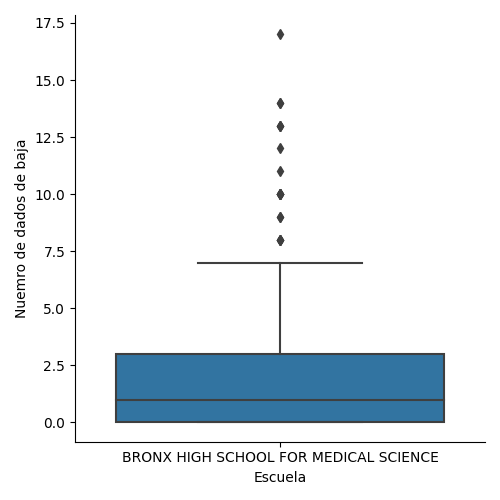 17.5
15.0
12.5
10.0
7.5
5.0
2.5
0.0
Nuemro de dados de baja
BRONX HIGH SCHOOL FOR MEDICAL SCIENCE
Escuela